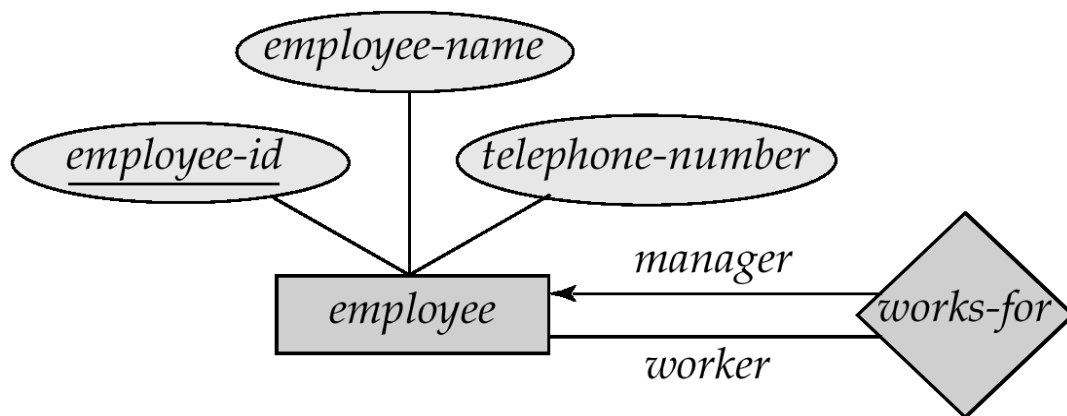 employee-name
employee-id
telephone-number
manager
employee
works-for
worker